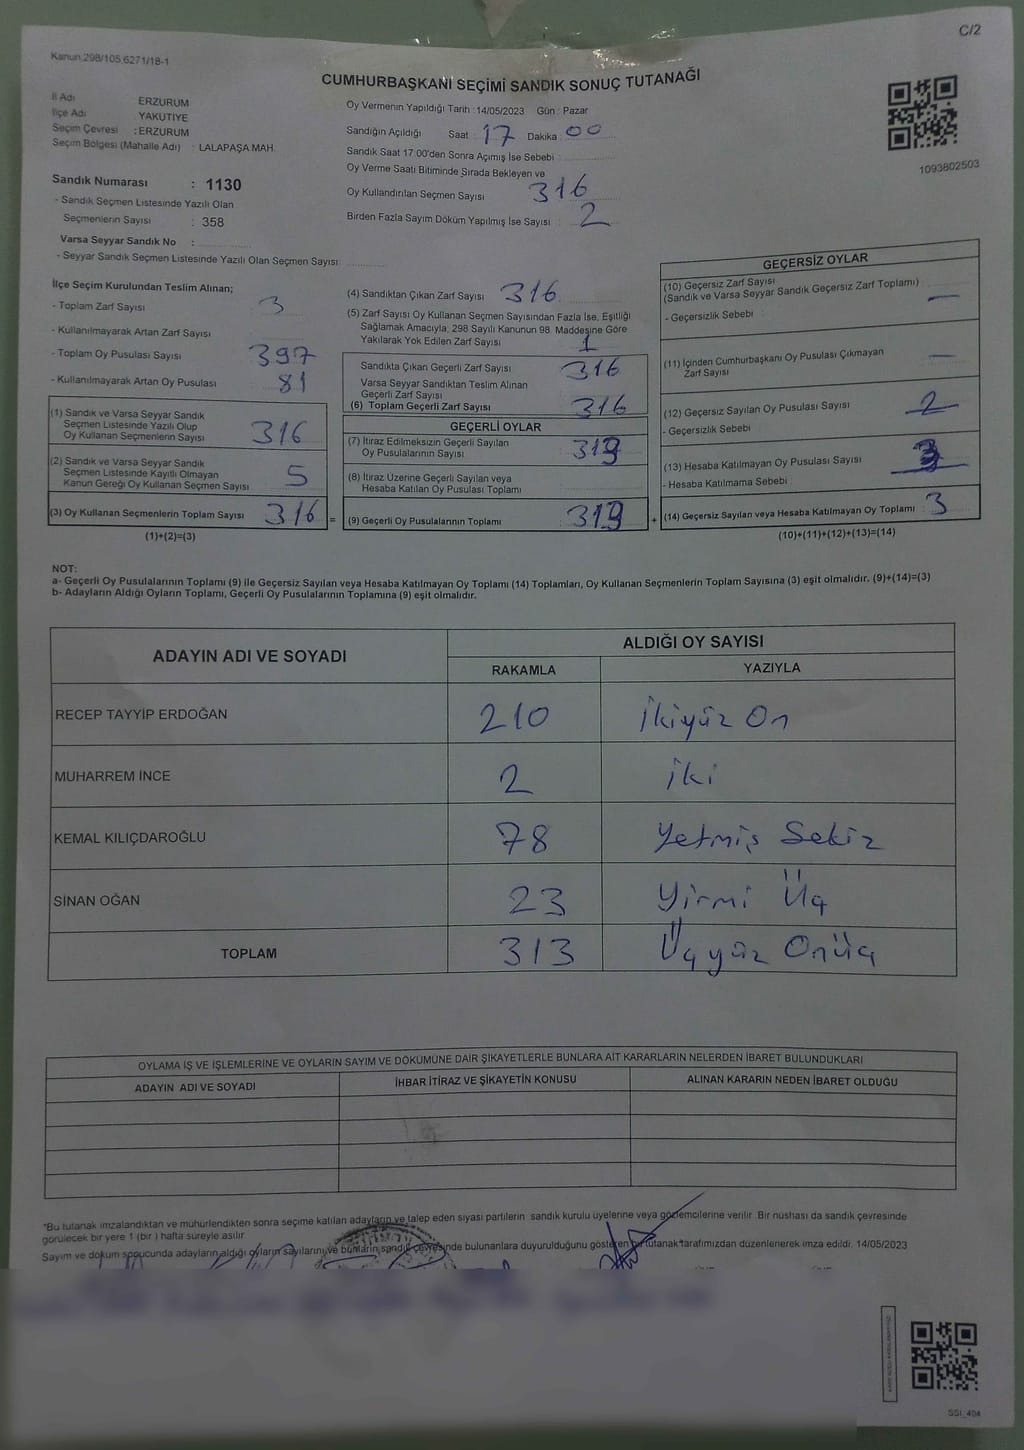 C/2
Kanun.298/105,6271/18-1
CUMHURBAŞKANI SEÇİMİ SANDIK SONUÇ TUTANAĞI
İl Adı ERZURUM
İlçe Adı YAKUTİYE
Seçim Çevresi : ERZURUM
Seçim Bölgesi (Mahalle Adı) : LALAPAŞA MAH.
Sandık Numarası : 1130
- Sandık Seçmen Listesinde Yazılı Olan
Seçmenlerin Sayısı : 358
Varsa Seyyar Sandık No :
- Seyyar Sandık Seçmen Listesinde Yazılı Olan Seçmen Sayısı:
Oy Vermenin Yapıldığı Tarih : 14/05/2023 Gün : Pazar
Sandığın Açıldığı Saat : 17 Dakika : 00
Sandık Saat 17:00'den Sonra Açımış İse Sebebi :
Oy Verme Saati Bitiminde Sırada Bekleyen ve
Oy Kullandırılan Seçmen Sayısı 316
Birden Fazla Sayım Döküm Yapılmış İse Sayısı : 2
1093802503
İlçe Seçim Kurulundan Teslim Alınan;
- Toplam Zarf Sayısı : 3
- Kullanılmayarak Artan Zarf Sayısı :
- Toplam Oy Pusulası Sayısı : 397
- Kullanılmayarak Artan Oy Pusulası : 81
(1) Sandık ve Varsa Seyyar Sandık
Seçmen Listesinde Yazılı Olup
Oy Kullanan Seçmenlerin Sayısı 316
(2) Sandık ve Varsa Seyyar Sandık
Seçmen Listesinde Kayıtlı Olmayan
Kanun Gereği Oy Kullanan Seçmen Sayısı 5
(3) Oy Kullanan Seçmenlerin Toplam Sayısı 316 =
(1)+(2)=(3)
(4) Sandıktan Çıkan Zarf Sayısı : 316
(5) Zarf Sayısı Oy Kullanan Seçmen Sayısından Fazla İse, Eşitliği
Sağlamak Amacıyla, 298 Sayılı Kanunun 98. Maddesine Göre
Yakılarak Yok Edilen Zarf Sayısı : 1
Sandıkta Çıkan Geçerli Zarf Sayısı : 316
Varsa Seyyar Sandıktan Teslim Alınan
Geçerli Zarf Sayısı :
(6) Toplam Geçerli Zarf Sayısı : 316
GEÇERLİ OYLAR
(7) İtiraz Edilmeksizin Geçerli Sayılan
Oy Pusulalarının Sayısı : 313
(8) İtiraz Üzerine Geçerli Sayılan veya
Hesaba Katılan Oy Pusulası Toplamı
(9) Geçerli Oy Pusulalarının Toplamı : 313 +
GEÇERSİZ OYLAR
(10) Geçersiz Zarf Sayısı
(Sandık ve Varsa Seyyar Sandık Geçersiz Zarf Toplamı) : —
- Geçersizlik Sebebi :
(11) İçinden Cumhurbaşkanı Oy Pusulası Çıkmayan
Zarf Sayısı : —
(12) Geçersiz Sayılan Oy Pusulası Sayısı : 2
- Geçersizlik Sebebi :
(13) Hesaba Katılmayan Oy Pusulası Sayısı :
- Hesaba Katılmama Sebebi :
(14) Geçersiz Sayılan veya Hesaba Katılmayan Oy Toplamı : 3
(10)+(11)+(12)+(13)=(14)
NOT:
a- Geçerli Oy Pusulalarının Toplamı (9) ile Geçersiz Sayılan veya Hesaba Katılmayan Oy Toplamı (14) Toplamları, Oy Kullanan Seçmenlerin Toplam Sayısına (3) eşit olmalıdır. (9)+(14)=(3)
b- Adayların Aldığı Oyların Toplamı, Geçerli Oy Pusulalarının Toplamına (9) eşit olmalıdır.
ADAYIN ADI VE SOYADI ALDIĞI OY SAYISI
RAKAMLA YAZIYLA
RECEP TAYYİP ERDOĞAN 210 İkiyüz On
MUHARREM İNCE 2 iki
KEMAL KILIÇDAROĞLU 78 Yetmiş Sekiz
SİNAN OĞAN 23 Yirmi Üç
TOPLAM 313 Üçyüz Onüç
OYLAMA İŞ VE İŞLEMLERİNE VE OYLARIN SAYIM VE DÖKÜMÜNE DAİR ŞİKAYETLERLE BUNLARA AİT KARARLARIN NELERDEN İBARET BULUNDUKLARI
ADAYIN ADI VE SOYADI İHBAR İTİRAZ VE ŞİKAYETİN KONUSU ALINAN KARARIN NEDEN İBARET OLDUĞU
*Bu tutanak imzalandıktan ve mühürlendikten sonra seçime katılan adayların ve talep eden siyasi partilerin sandık kurulu üyelerine veya gözlemcilerine verilir. Bir nüshası da sandık çevresinde
görülecek bir yere 1 (bir) hafta süreyle asılır.
Sayım ve döküm sonucunda adayların aldığı oyların sayılarını ve bunların sandık çevresinde bulunanlara duyurulduğunu gösteren bir tutanak tarafımızdan düzenlenerek imza edildi. 14/05/2023
SSI_404